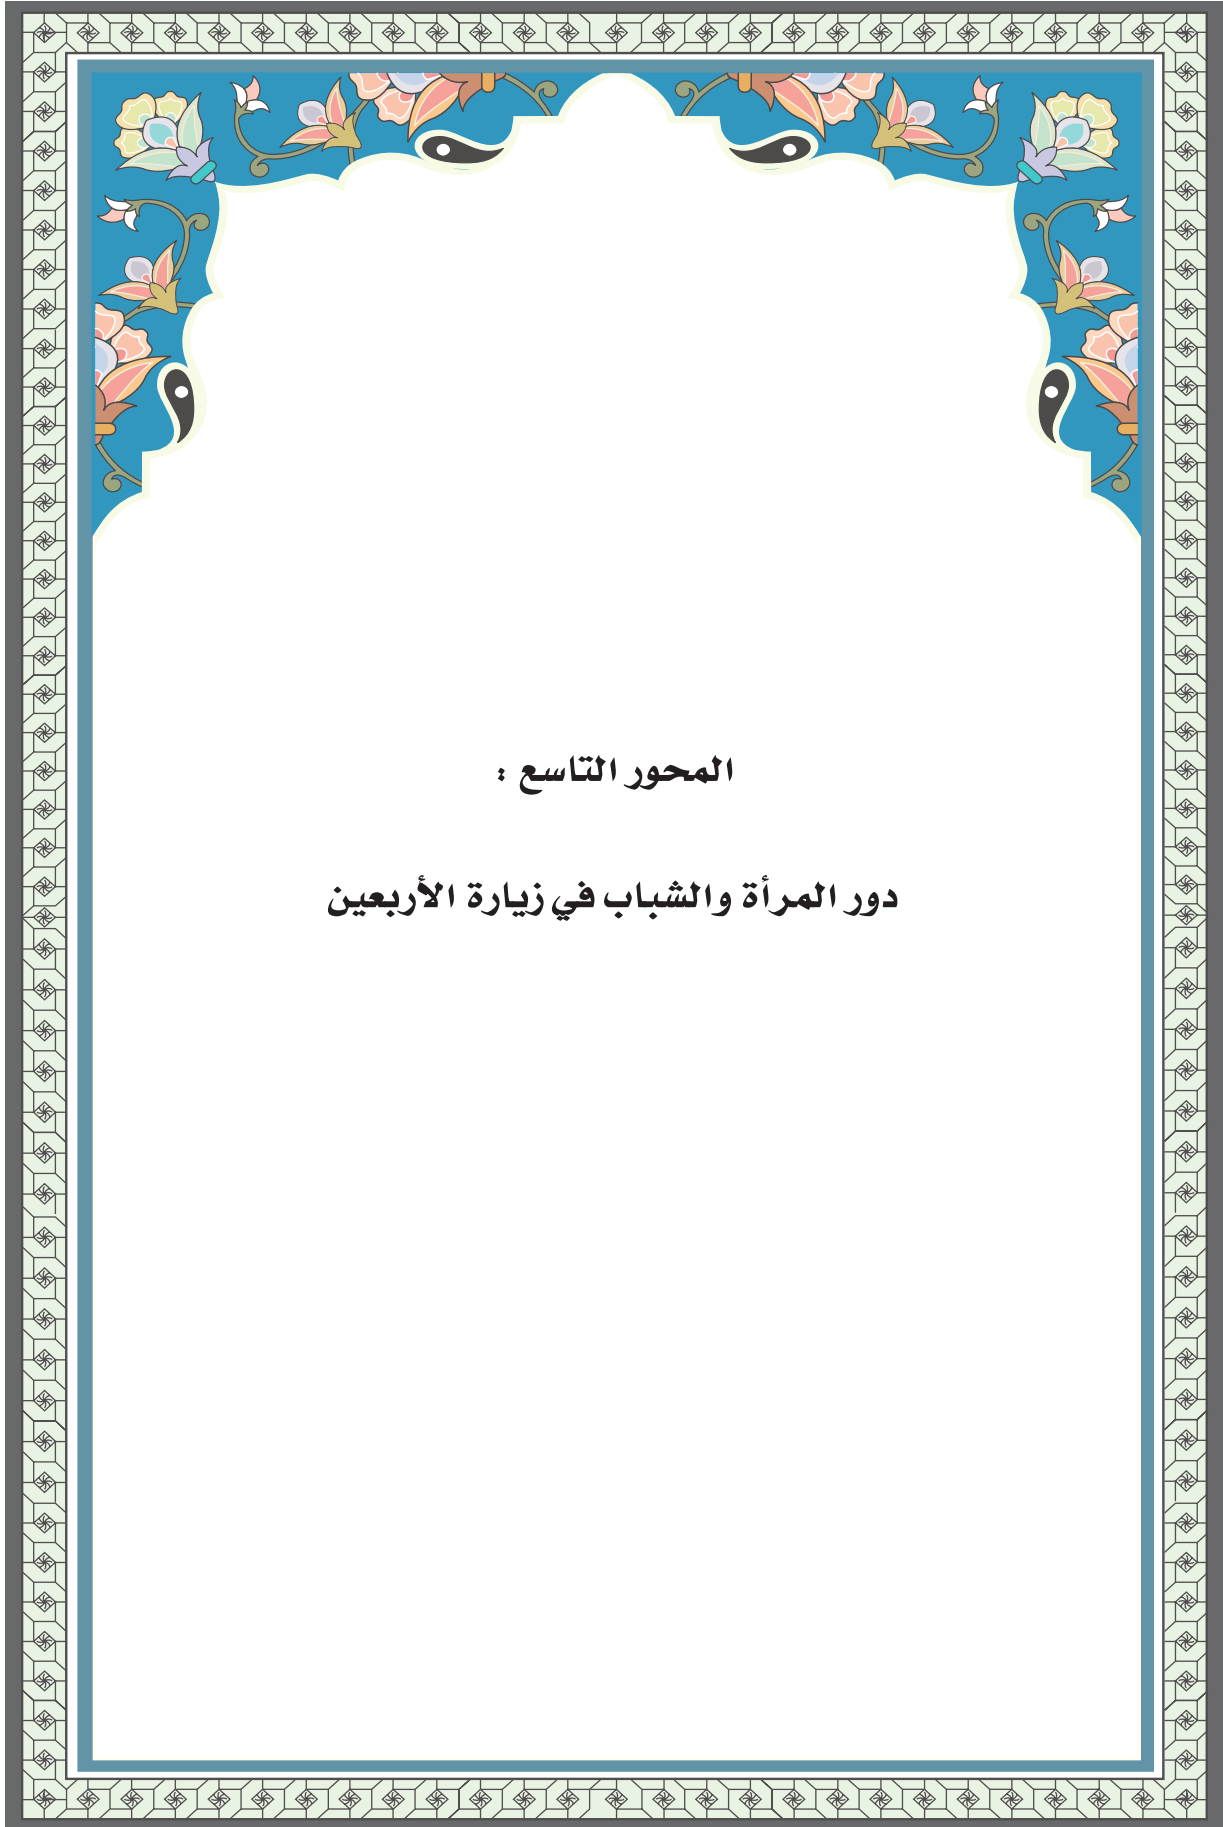 المحور التاسع :
دور المرأة والشباب في زيارة الأربعين